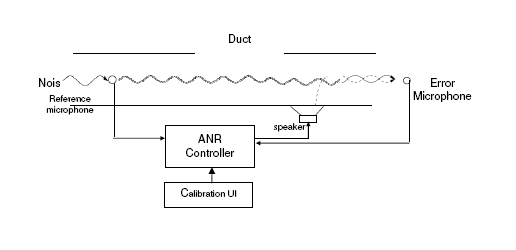 Duct
Nois
Error
Microphone
Reference
microphone
speaker
ANR
Controller
Calibration UI